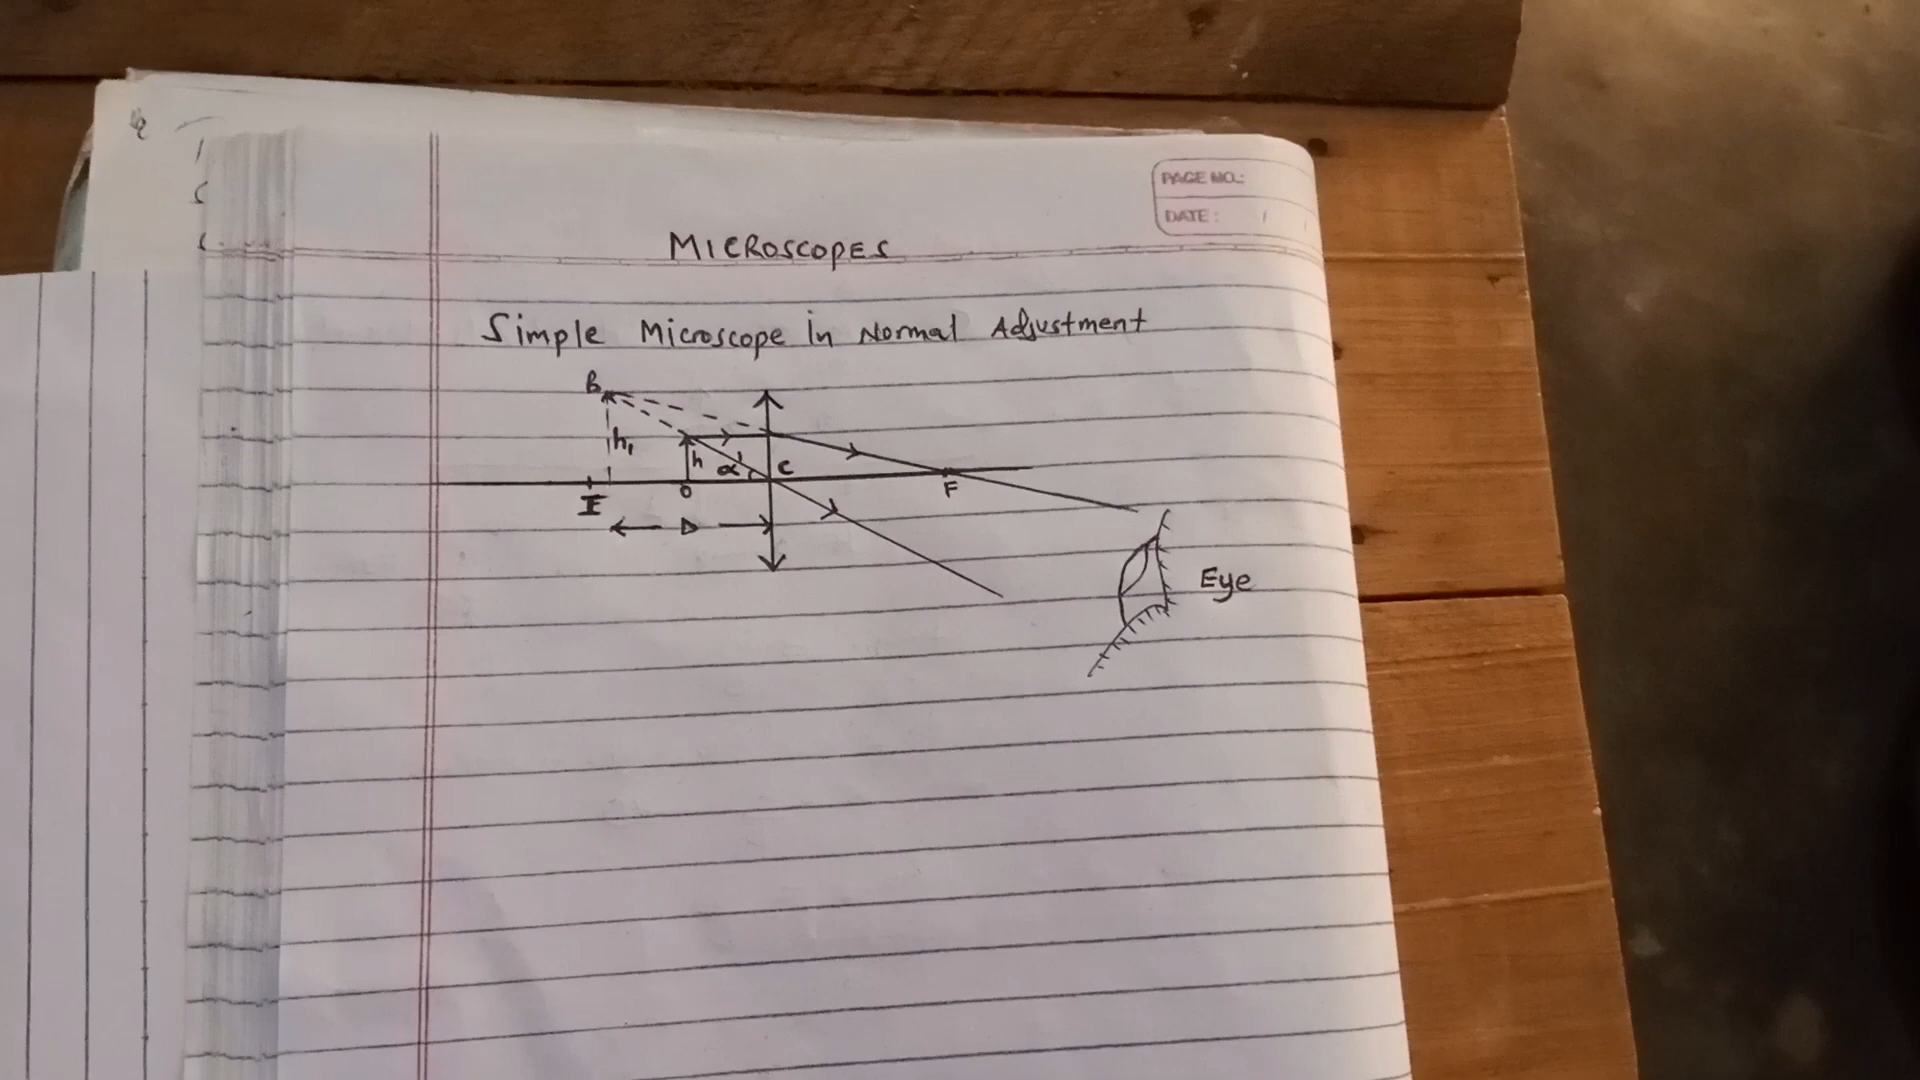 PAGE NO.:
DATE: /
MICROSCOPES
Simple Microscope in Normal Adjustment
B
h₁
h α' C
I O F
D
Eye